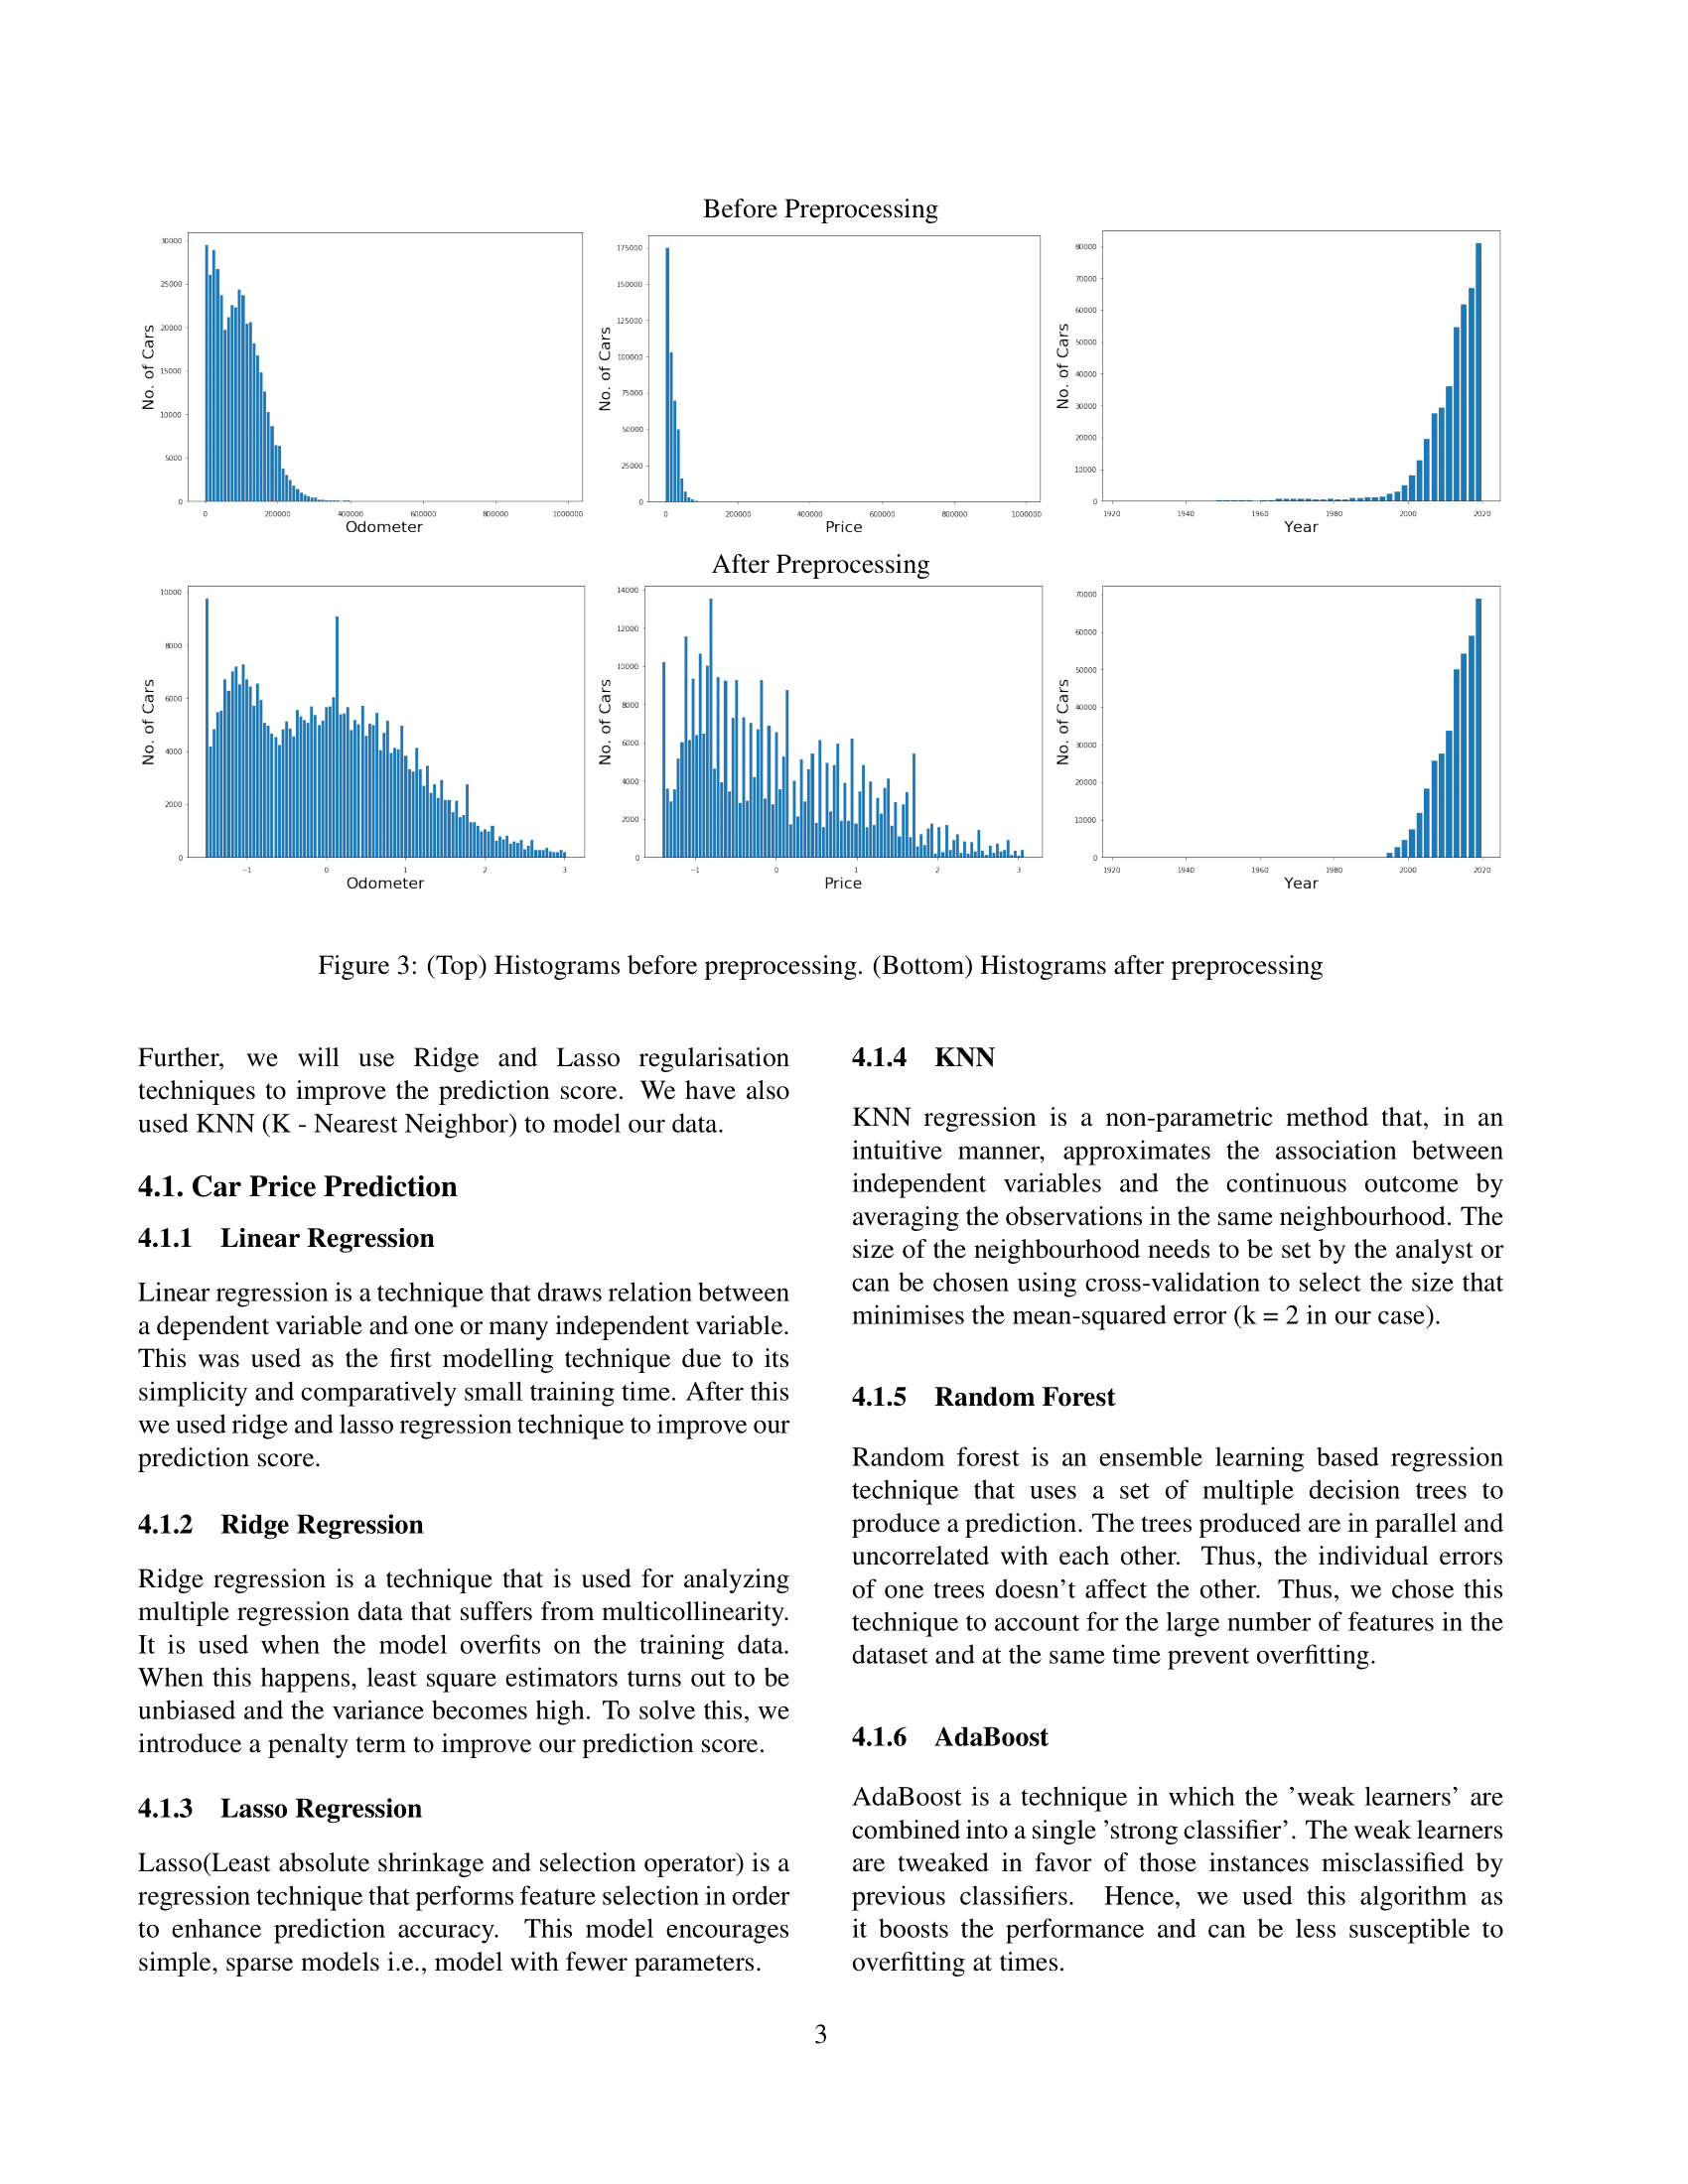 Before Preprocessing
30000
25000
20000
15000
10000
5000
0
No. of Cars
0 200000 400000 600000 800000 1000000
Odometer
175000
150000
125000
100000
75000
50000
25000
0
No. of Cars
0 200000 400000 600000 800000 1000000
Price
80000
70000
60000
50000
40000
30000
20000
10000
0
No. of Cars
1920 1940 1960 1980 2000 2020
Year
After Preprocessing
10000
8000
6000
4000
2000
0
No. of Cars
−1 0 1 2 3
Odometer
14000
12000
10000
8000
6000
4000
2000
0
No. of Cars
−1 0 1 2 3
Price
70000
60000
50000
40000
30000
20000
10000
0
No. of Cars
1920 1940 1960 1980 2000 2020
Year
Figure 3: (Top) Histograms before preprocessing. (Bottom) Histograms after preprocessing
Further, we will use Ridge and Lasso regularisation
techniques to improve the prediction score. We have also
used KNN (K - Nearest Neighbor) to model our data.
4.1. Car Price Prediction
4.1.1 Linear Regression
Linear regression is a technique that draws relation between
a dependent variable and one or many independent variable.
This was used as the first modelling technique due to its
simplicity and comparatively small training time. After this
we used ridge and lasso regression technique to improve our
prediction score.
4.1.2 Ridge Regression
Ridge regression is a technique that is used for analyzing
multiple regression data that suffers from multicollinearity.
It is used when the model overfits on the training data.
When this happens, least square estimators turns out to be
unbiased and the variance becomes high. To solve this, we
introduce a penalty term to improve our prediction score.
4.1.3 Lasso Regression
Lasso(Least absolute shrinkage and selection operator) is a
regression technique that performs feature selection in order
to enhance prediction accuracy. This model encourages
simple, sparse models i.e., model with fewer parameters.
4.1.4 KNN
KNN regression is a non-parametric method that, in an
intuitive manner, approximates the association between
independent variables and the continuous outcome by
averaging the observations in the same neighbourhood. The
size of the neighbourhood needs to be set by the analyst or
can be chosen using cross-validation to select the size that
minimises the mean-squared error (k = 2 in our case).
4.1.5 Random Forest
Random forest is an ensemble learning based regression
technique that uses a set of multiple decision trees to
produce a prediction. The trees produced are in parallel and
uncorrelated with each other. Thus, the individual errors
of one trees doesn't affect the other. Thus, we chose this
technique to account for the large number of features in the
dataset and at the same time prevent overfitting.
4.1.6 AdaBoost
AdaBoost is a technique in which the 'weak learners' are
combined into a single 'strong classifier'. The weak learners
are tweaked in favor of those instances misclassified by
previous classifiers. Hence, we used this algorithm as
it boosts the performance and can be less susceptible to
overfitting at times.
3